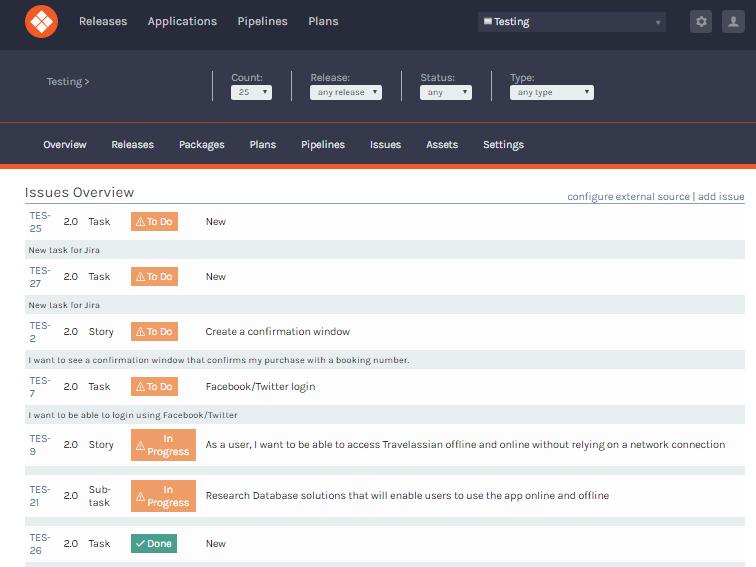 Releases Applications Pipelines Plans Testing
Testing > Count: Release: Status: Type:
25 any release any any type
Overview Releases Packages Plans Pipelines Issues Assets Settings
Issues Overview configure external source | add issue
TES-
25 2.0 Task To Do New
New task for Jira
TES-
27 2.0 Task To Do New
New task for Jira
TES-
2 2.0 Story To Do Create a confirmation window
I want to see a confirmation window that confirms my purchase with a booking number.
TES-
7 2.0 Task To Do Facebook/Twitter login
I want to be able to login using Facebook/Twitter
TES- In
9 2.0 Story Progress As a user, I want to be able to access Travelassian offline and online without relying on a network connection
TES- Sub- In
21 2.0 task Progress Research Database solutions that will enable users to use the app online and offline
TES-
26 2.0 Task Done New